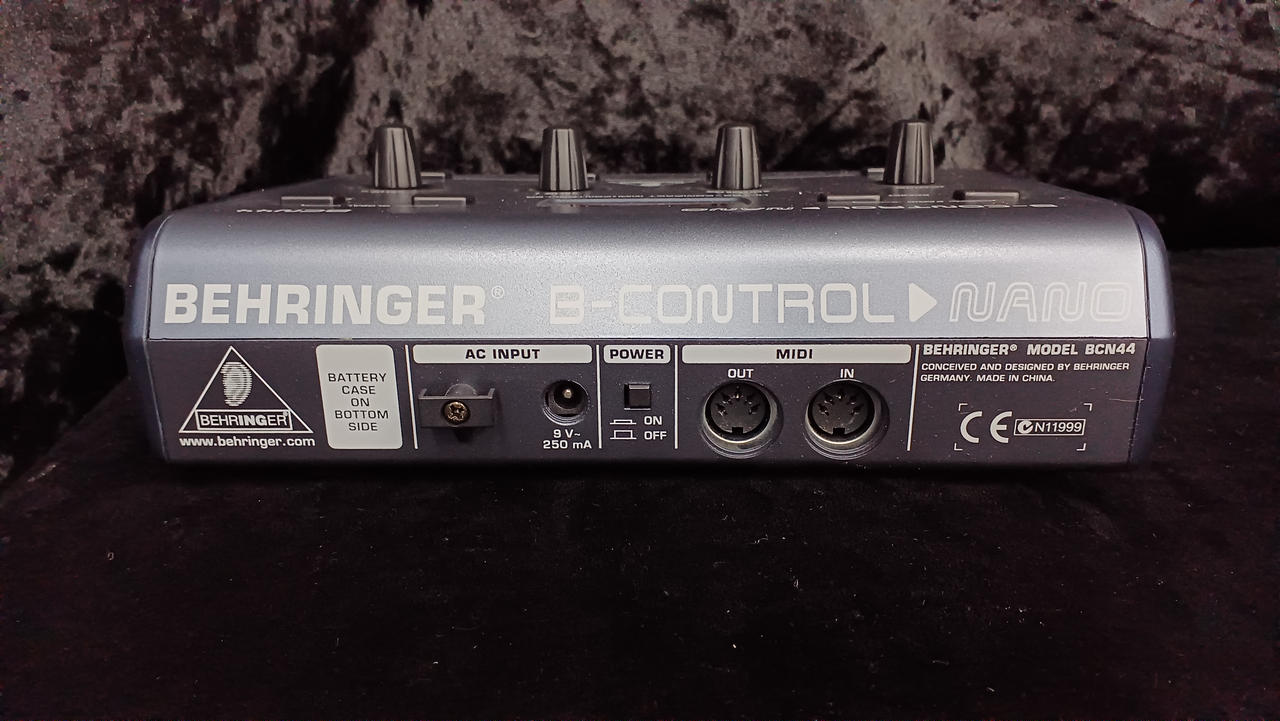 BEHRINGER® B-CONTROL NANO
BEHRINGER
www.behringer.com
BATTERY
CASE
ON
BOTTOM
SIDE
AC INPUT
9 V~
250 mA
POWER
ON
OFF
MIDI
OUT
IN
BEHRINGER® MODEL BCN44
CONCEIVED AND DESIGNED BY BEHRINGER
GERMANY. MADE IN CHINA.
CE N11999